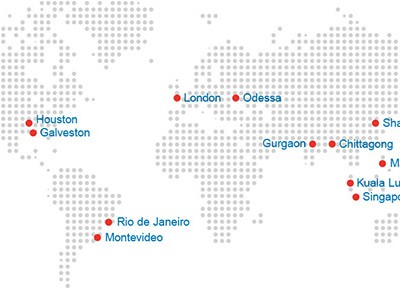 London
Odessa
Houston
Galveston
Sha
Gurgaon
Chittagong
M
Kuala Lu
Singapo
Rio de Janeiro
Montevideo